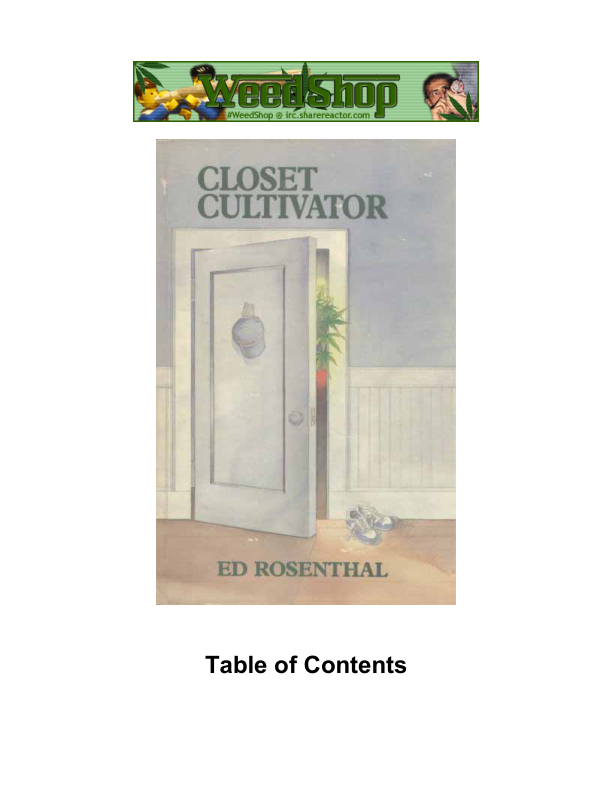 WeedShop
#WeedShop @ irc.sharereactor.com
CLOSET
CULTIVATOR
ED ROSENTHAL
Table of Contents